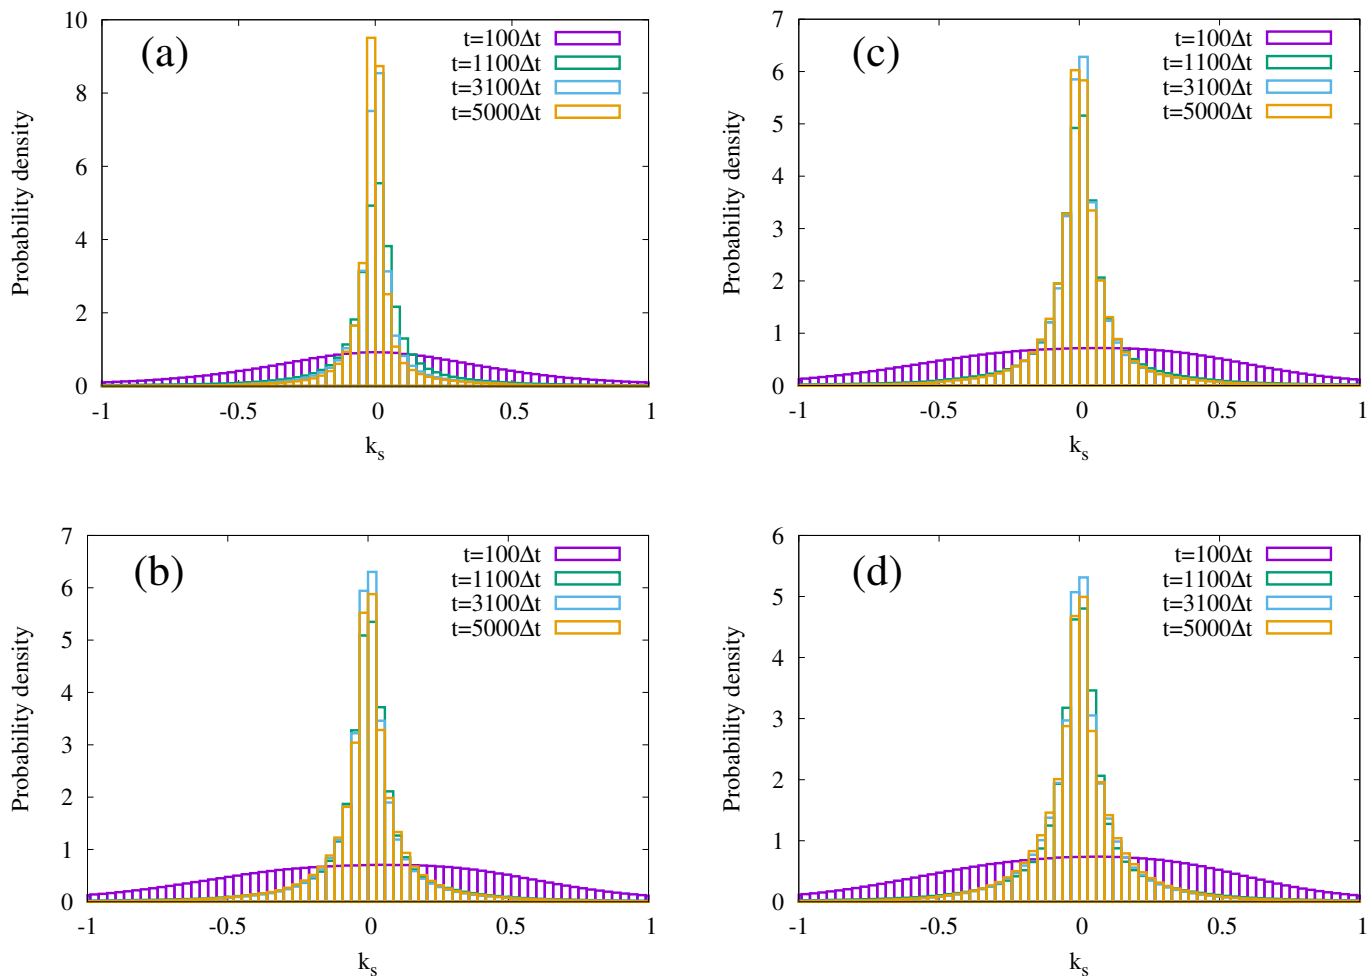 (a)
t=100Δt
t=1100Δt
t=3100Δt
t=5000Δt
Probability density
10
8
6
4
2
0
-1 -0.5 0 0.5 1
k_s
(c)
t=100Δt
t=1100Δt
t=3100Δt
t=5000Δt
Probability density
7
6
5
4
3
2
1
0
-1 -0.5 0 0.5 1
k_s
(b)
t=100Δt
t=1100Δt
t=3100Δt
t=5000Δt
Probability density
7
6
5
4
3
2
1
0
-1 -0.5 0 0.5 1
k_s
(d)
t=100Δt
t=1100Δt
t=3100Δt
t=5000Δt
Probability density
6
5
4
3
2
1
0
-1 -0.5 0 0.5 1
k_s